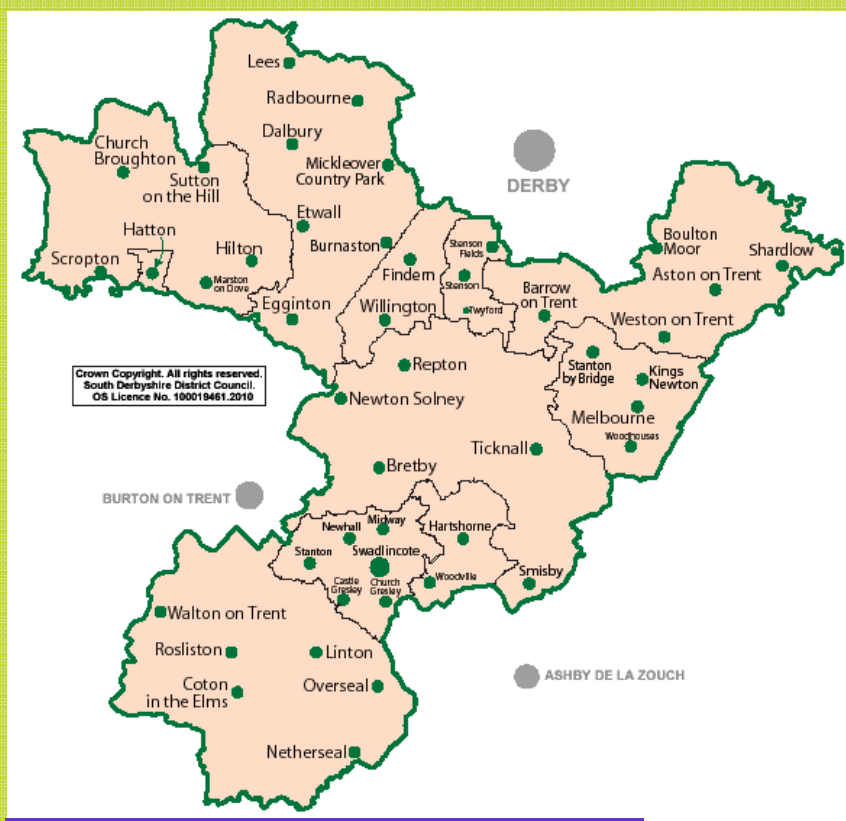 Lees
Radbourne
Dalbury
Church
Broughton
Mickleover
Country Park
Sutton
on the Hill
DERBY
Etwall
Hatton
Burnaston
Hilton
Scropton
Marston
on Dove
Findern
Stenson
Fields
Stenson
Boulton
Moor
Shardlow
Aston on Trent
Egginton
Willington
Twyford
Barrow
on Trent
Weston on Trent
Crown Copyright. All rights reserved.
South Derbyshire District Council.
OS Licence No. 100019461.2010
Repton
Stanton
by Bridge
Kings
Newton
Newton Solney
Melbourne
Woodhouses
Ticknall
Bretby
BURTON ON TRENT
Newhall
Midway
Hartshorne
Stanton
Swadlincote
Castle
Gresley
Church
Gresley
Woodville
Smisby
Walton on Trent
Rosliston
Linton
Coton
in the Elms
Overseal
ASHBY DE LA ZOUCH
Netherseal